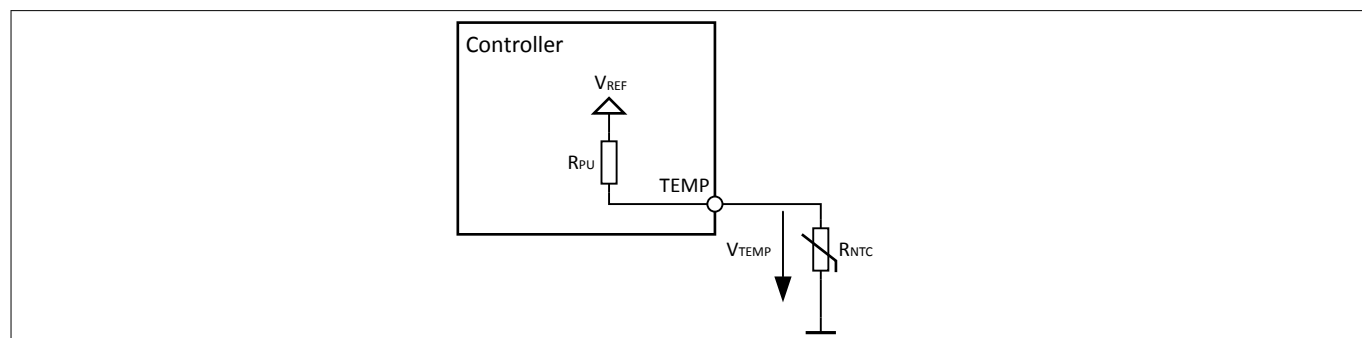 Controller
VREF
RPU
TEMP
VTEMP
RNTC